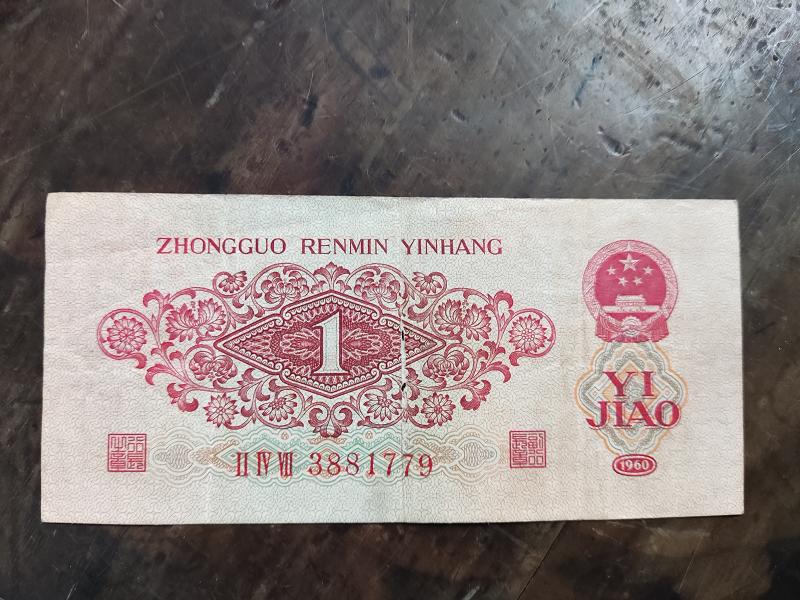 ZHONGGUO RENMIN YINHANG
1
YI
JIAO
II IV VII 3881779
1960